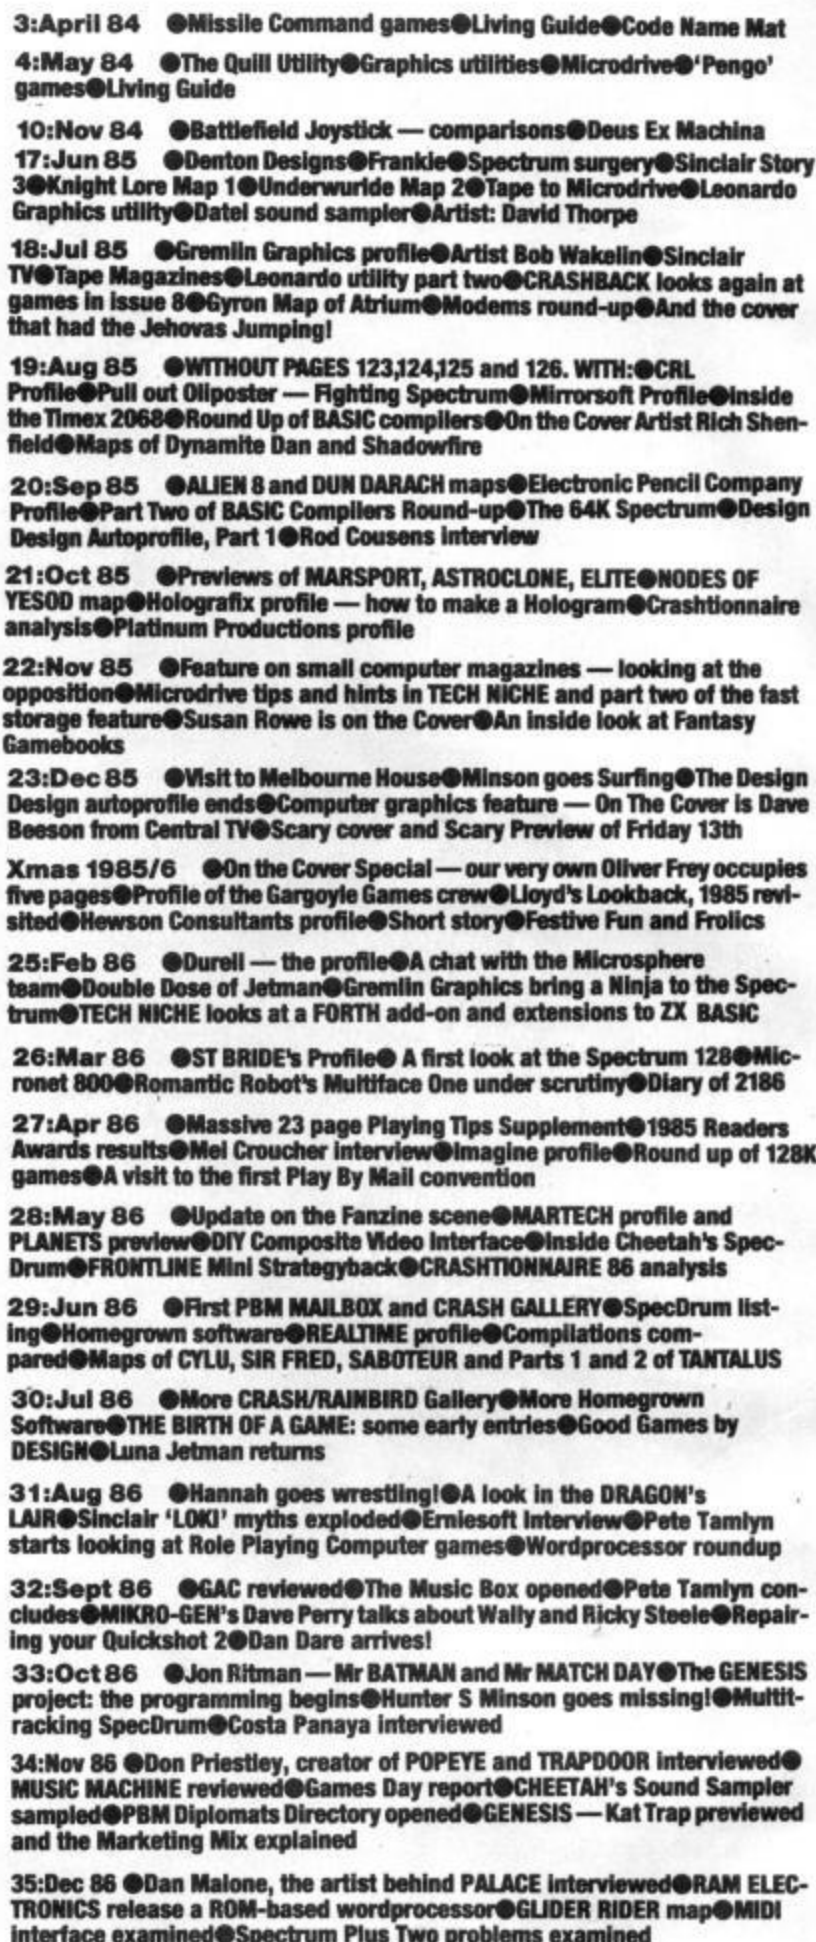 3:April 84 ●Missile Command games●Living Guide●Code Name Mat
4:May 84 ●The Quill Utility●Graphics utilities●Microdrive●'Pengo'
games●Living Guide
10:Nov 84 ●Battlefield Joystick — comparisons●Deus Ex Machina
17:Jun 85 ●Denton Designs●Frankie●Spectrum surgery●Sinclair Story
3●Knight Lore Map 1●Underwurlde Map 2●Tape to Microdrive●Leonardo
Graphics utility●Datel sound sampler●Artist: David Thorpe
18:Jul 85 ●Gremlin Graphics profile●Artist Bob Wakelin●Sinclair
TV●Tape Magazines●Leonardo utility part two●CRASHBACK looks again at
games in issue 8●Gyron Map of Atrium●Modems round-up●And the cover
that had the Jehovas Jumping!
19:Aug 85 ●WITHOUT PAGES 123,124,125 and 126. WITH:●CRL
Profile●Pull out Oliposter — Fighting Spectrum●Mirrorsoft Profile●Inside
the Timex 2068●Round Up of BASIC compilers●On the Cover Artist Rich Shen-
field●Maps of Dynamite Dan and Shadowfire
20:Sep 85 ●ALIEN 8 and DUN DARACH maps●Electronic Pencil Company
Profile●Part Two of BASIC Compilers Round-up●The 64K Spectrum●Design
Design Autoprofile, Part 1●Rod Cousens interview
21:Oct 85 ●Previews of MARSPORT, ASTROCLONE, ELITE●NODES OF
YESOD map●Holografix profile — how to make a Hologram●Crashtionnaire
analysis●Platinum Productions profile
22:Nov 85 ●Feature on small computer magazines — looking at the
opposition●Microdrive tips and hints in TECH NICHE and part two of the fast
storage feature●Susan Rowe is on the Cover●An inside look at Fantasy
Gamebooks
23:Dec 85 ●Visit to Melbourne House●Minson goes Surfing●The Design
Design autoprofile ends●Computer graphics feature — On The Cover is Dave
Beeson from Central TV●Scary cover and Scary Preview of Friday 13th
Xmas 1985/6 ●On the Cover Special — our very own Oliver Frey occupies
five pages●Profile of the Gargoyle Games crew●Lloyd's Lookback, 1985 revi-
sited●Hewson Consultants profile●Short story●Festive Fun and Frolics
25:Feb 86 ●Durell — the profile●A chat with the Microsphere
team●Double Dose of Jetman●Gremlin Graphics bring a Ninja to the Spec-
trum●TECH NICHE looks at a FORTH add-on and extensions to ZX BASIC
26:Mar 86 ●ST BRIDE's Profile● A first look at the Spectrum 128●Mic-
ronet 800●Romantic Robot's Multiface One under scrutiny●Diary of 2186
27:Apr 86 ●Massive 23 page Playing Tips Supplement●1985 Readers
Awards results●Mel Croucher interview●Imagine profile●Round up of 128K
games●A visit to the first Play By Mail convention
28:May 86 ●Update on the Fanzine scene●MARTECH profile and
PLANETS preview●DIY Composite Video Interface●Inside Cheetah's Spec-
Drum●FRONTLINE Mini Strategyback●CRASHTIONNAIRE 86 analysis
29:Jun 86 ●First PBM MAILBOX and CRASH GALLERY●SpecDrum list-
ing●Homegrown software●REALTIME profile●Compilations com-
pared●Maps of CYLU, SIR FRED, SABOTEUR and Parts 1 and 2 of TANTALUS
30:Jul 86 ●More CRASH/RAINBIRD Gallery●More Homegrown
Software●THE BIRTH OF A GAME: some early entries●Good Games by
DESIGN●Luna Jetman returns
31:Aug 86 ●Hannah goes wrestling!●A look in the DRAGON's
LAIR●Sinclair 'LOKI' myths exploded●Erniesoft Interview●Pete Tamlyn
starts looking at Role Playing Computer games●Wordprocessor roundup
32:Sept 86 ●GAC reviewed●The Music Box opened●Pete Tamlyn con-
cludes●MIKRO-GEN's Dave Perry talks about Wally and Ricky Steele●Repair-
ing your Quickshot 2●Dan Dare arrives!
33:Oct 86 ●Jon Ritman — Mr BATMAN and Mr MATCH DAY●The GENESIS
project: the programming begins●Hunter S Minson goes missing!●Multit-
racking SpecDrum●Costa Panaya interviewed
34:Nov 86 ●Don Priestley, creator of POPEYE and TRAPDOOR interviewed●
MUSIC MACHINE reviewed●Games Day report●CHEETAH's Sound Sampler
sampled●PBM Diplomats Directory opened●GENESIS — Kat Trap previewed
and the Marketing Mix explained
35:Dec 86 ●Dan Malone, the artist behind PALACE interviewed●RAM ELEC-
TRONICS release a ROM-based wordprocessor●GLIDER RIDER map●MIDI
interface examined●Spectrum Plus Two problems examined